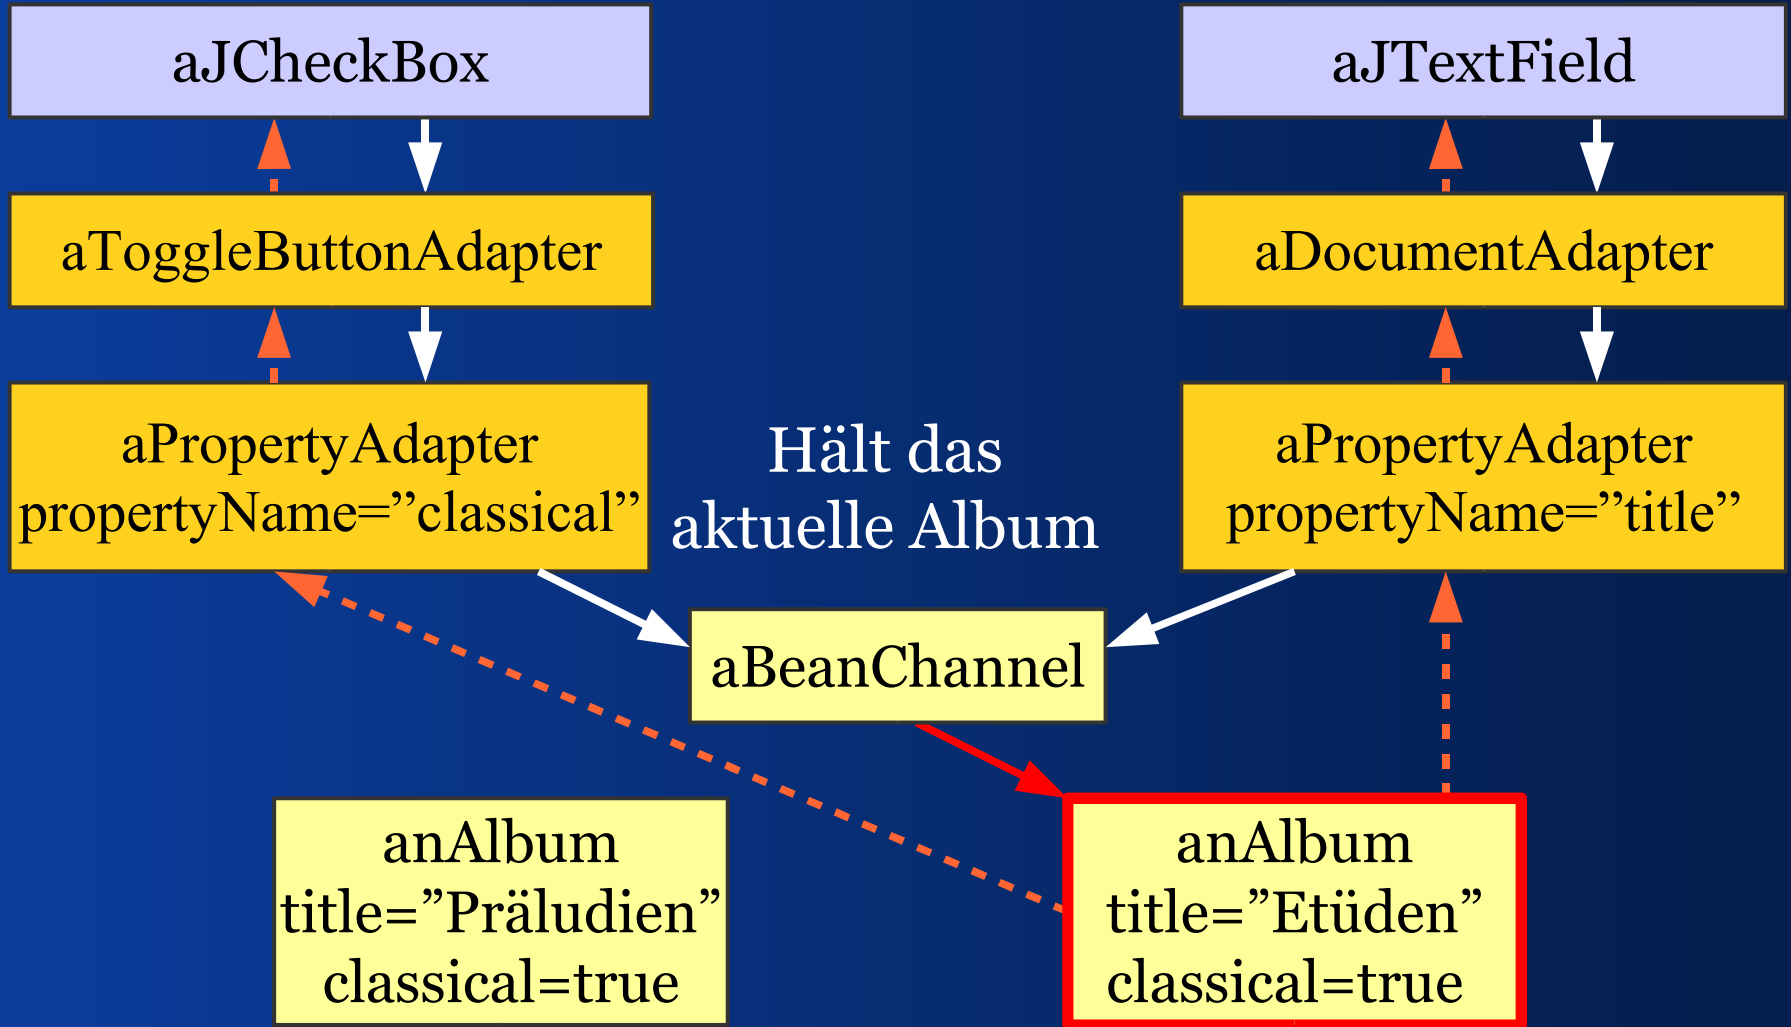 aJCheckBox
aJTextField
aToggleButtonAdapter
aDocumentAdapter
aPropertyAdapter
propertyName=”classical”
Hält das
aktuelle Album
aPropertyAdapter
propertyName=”title”
aBeanChannel
anAlbum
title=”Präludien”
classical=true
anAlbum
title=”Etüden”
classical=true